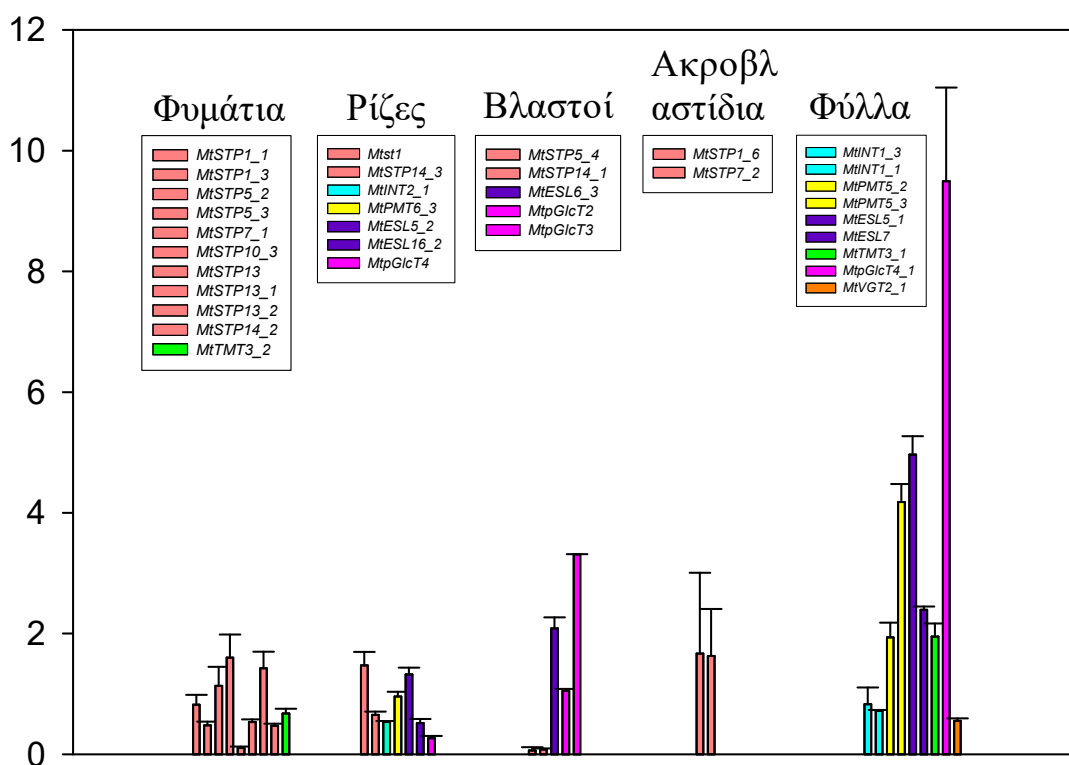 12
10
8
6
4
2
0
Φυμάτια
MtSTP1_1
MtSTP1_3
MtSTP5_2
MtSTP5_3
MtSTP7_1
MtSTP10_3
MtSTP13
MtSTP13_1
MtSTP13_2
MtSTP14_2
MtTMT3_2
Ρίζες
Mtst1
MtSTP14_3
MtINT2_1
MtPMT6_3
MtESL5_2
MtESL16_2
MtpGlcT4
Βλαστοί
MtSTP5_4
MtSTP14_1
MtESL6_3
MtpGlcT2
MtpGlcT3
Ακροβλ
αστίδια
MtSTP1_6
MtSTP7_2
Φύλλα
MtINT1_3
MtINT1_1
MtPMT5_2
MtPMT5_3
MtESL5_1
MtESL7
MtTMT3_1
MtpGlcT4_1
MtVGT2_1